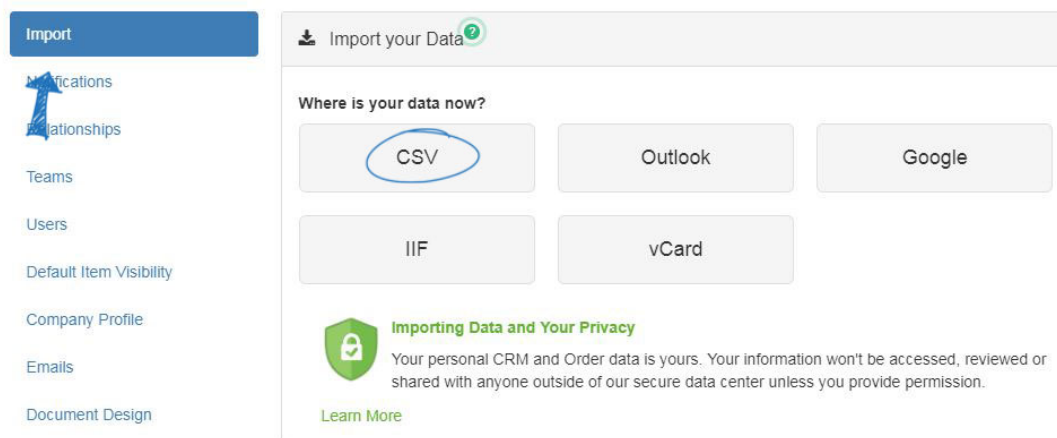 Import
Notifications
Relationships
Teams
Users
Default Item Visibility
Company Profile
Emails
Document Design
Import your Data ?
Where is your data now?
CSV
Outlook
Google
IIF
vCard
Importing Data and Your Privacy
Your personal CRM and Order data is yours. Your information won't be accessed, reviewed or
shared with anyone outside of our secure data center unless you provide permission.
Learn More